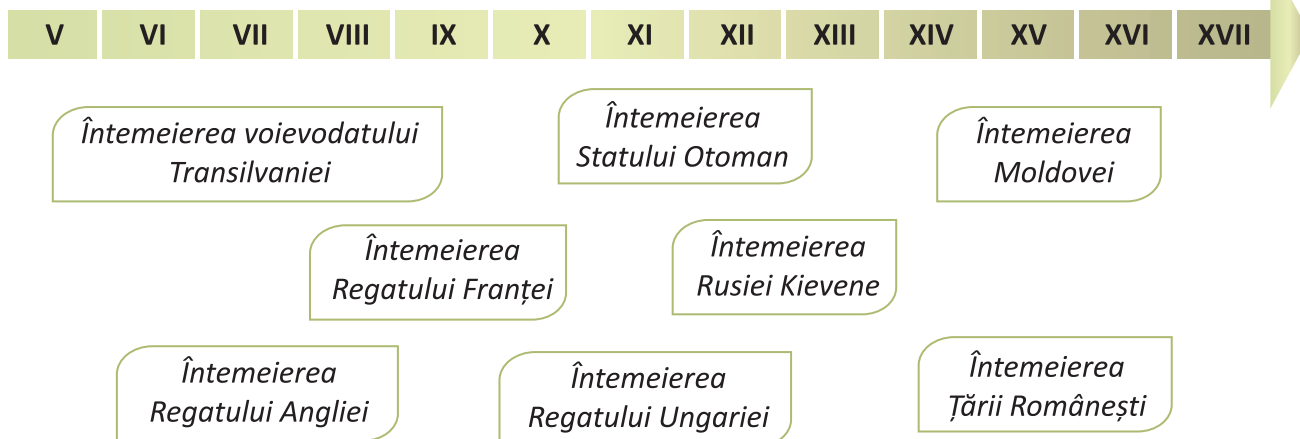 V VI VII VIII IX X XI XII XIII XIV XV XVI XVII
Întemeierea voievodatului
Transilvaniei
Întemeierea
Statului Otoman
Întemeierea
Moldovei
Întemeierea
Regatului Franței
Întemeierea
Rusiei Kievene
Întemeierea
Regatului Angliei
Întemeierea
Regatului Ungariei
Întemeierea
Țării Românești